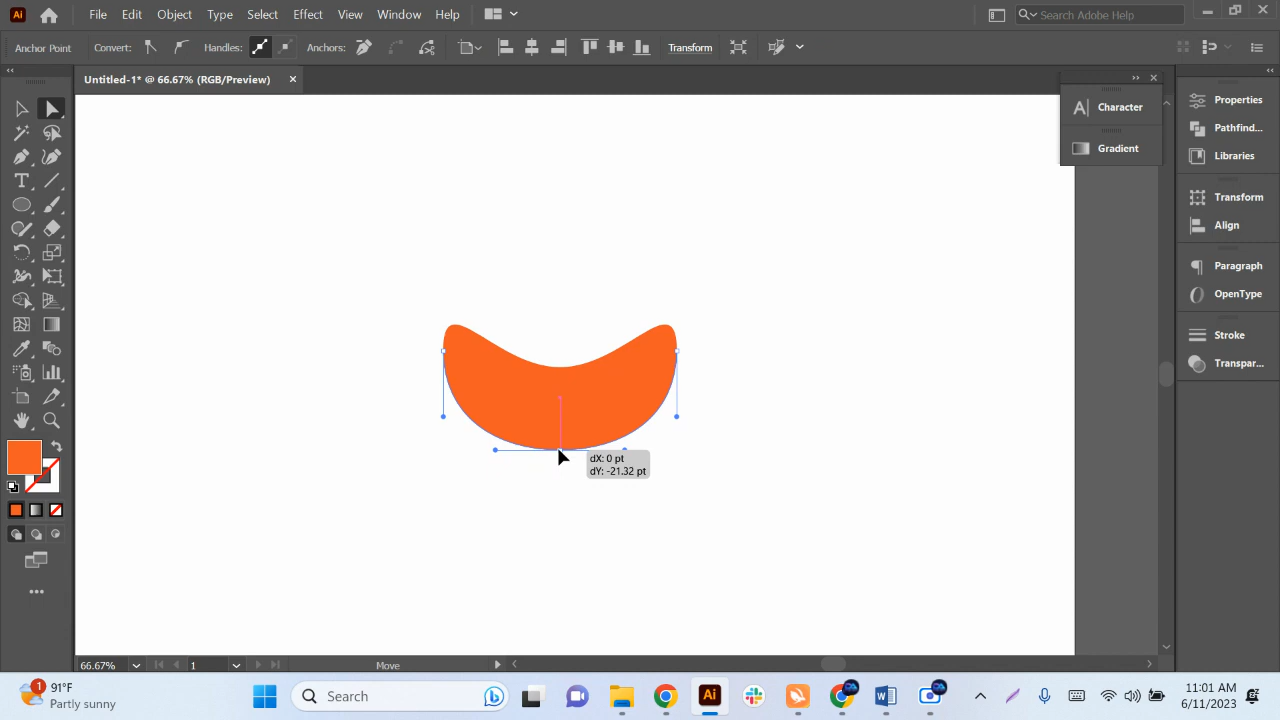 Ai File Edit Object Type Select Effect View Window Help Search Adobe Help
Anchor Point Convert: Handles: Anchors: Transform
Untitled-1* @ 66.67% (RGB/Preview)
Character
Gradient
Properties
Pathfind...
Libraries
Transform
Align
Paragraph
OpenType
Stroke
Transpar...
T
dX: 0 pt
dY: -21.32 pt
66.67% 1 Move
1
91°F
Partly sunny
Search
Ai
W
11:01 AM
6/11/2023